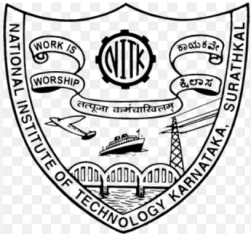 NITK
WORK IS
WORSHIP
ಕಾಯಕವೇ
ಕೈಲಾಸ
तत्पूजा कर्मचाखिलम्
NATIONAL INSTITUTE OF TECHNOLOGY KARNATAKA, SURATHKAL